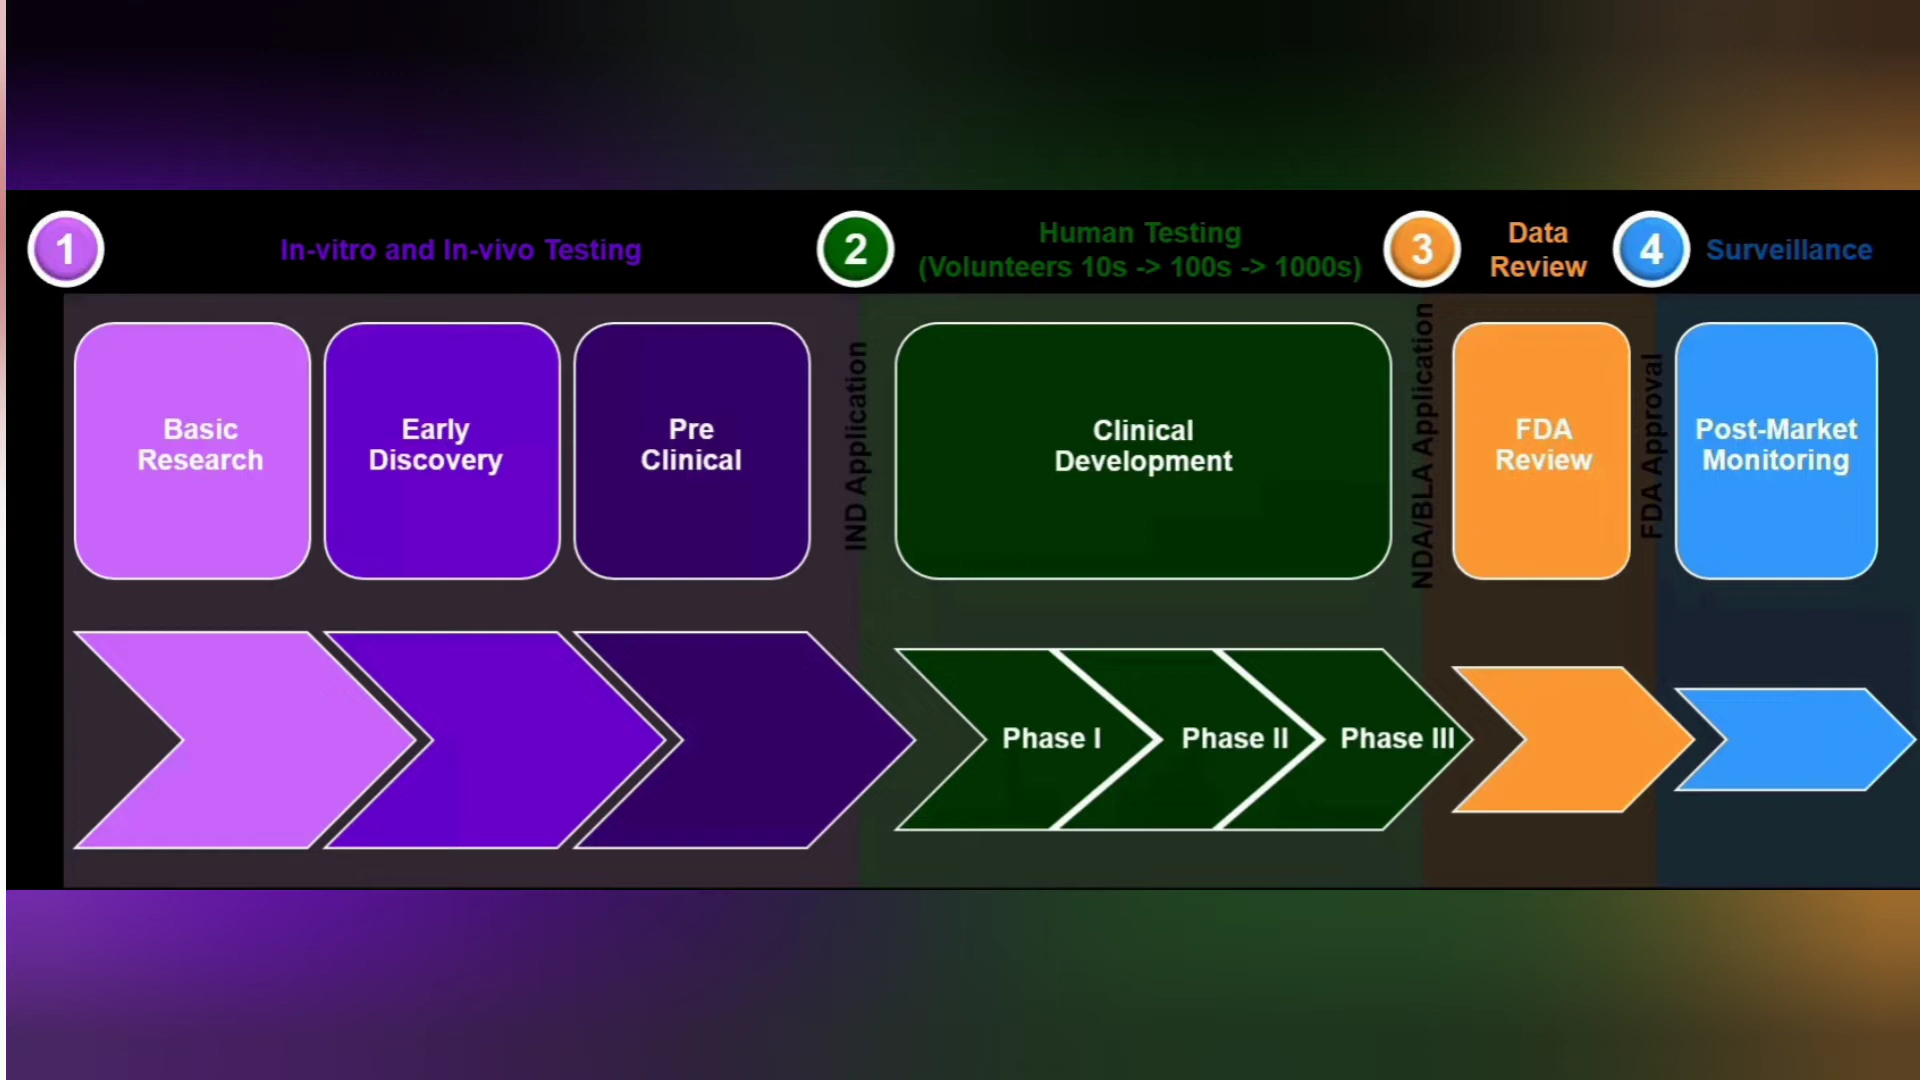 1
In-vitro and In-vivo Testing
2
Human Testing
(Volunteers 10s -> 100s -> 1000s)
3
Data
Review
4
Surveillance
Basic
Research
Early
Discovery
Pre
Clinical
IND Application
Clinical
Development
NDA/BLA Application
FDA
Review
FDA Approval
Post-Market
Monitoring
Phase I
Phase II
Phase III